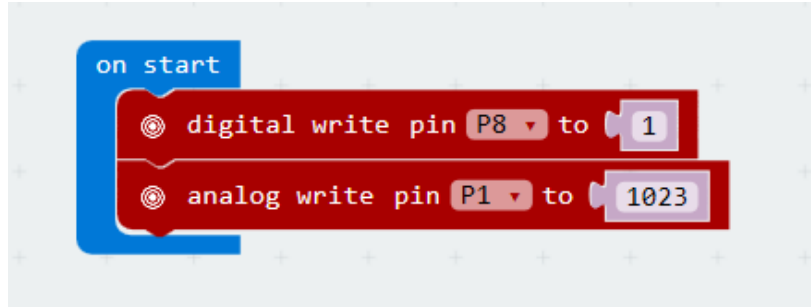 on start
digital write pin P8 to 1
analog write pin P1 to 1023